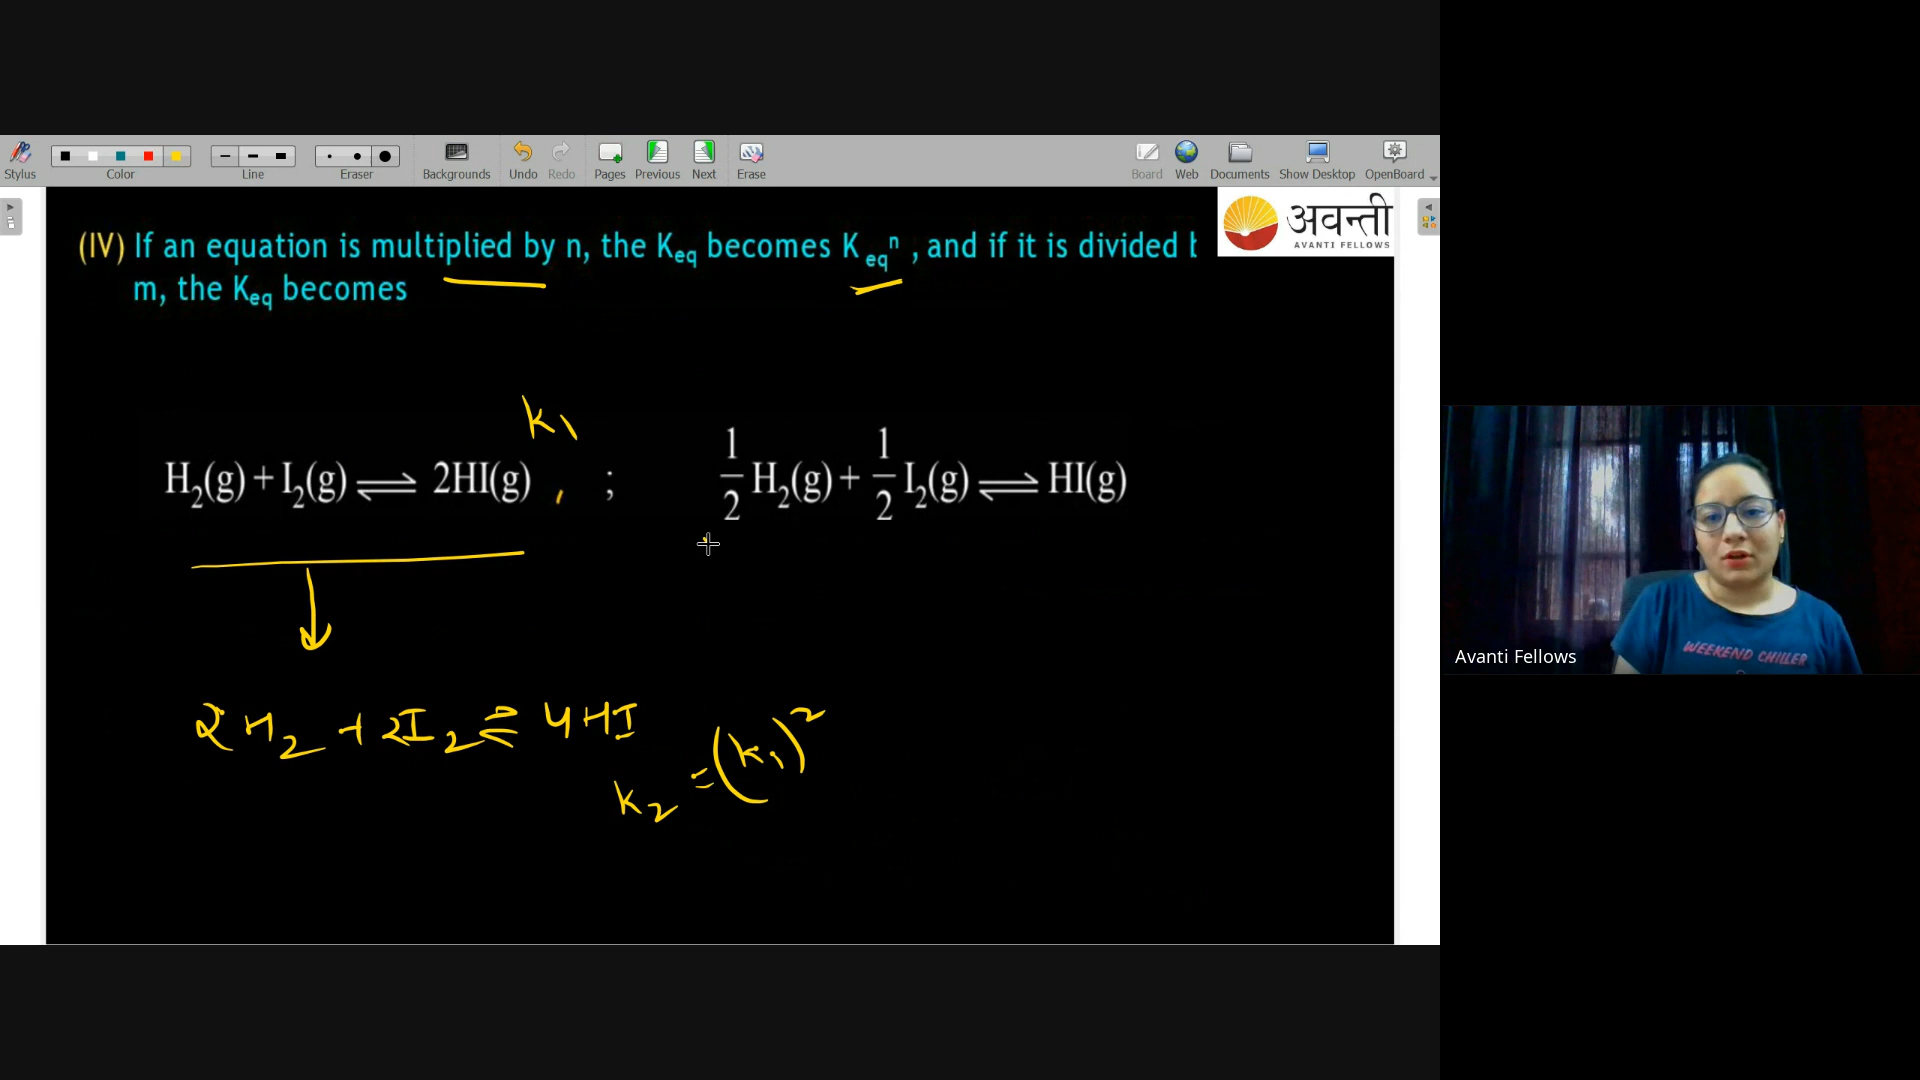 Stylus Color Line Eraser Backgrounds Undo Redo Pages Previous Next Erase Board Web Documents Show Desktop OpenBoard
अवन्ती
AVANTI FELLOWS
(IV) If an equation is multiplied by n, the Keq becomes Keqⁿ, and if it is divided
m, the Keq becomes
K₁
H₂(g) + I₂(g) ⇌ 2HI(g) ; 1/2 H₂(g) + 1/2 I₂(g) ⇌ HI(g)
2H₂ + 2I₂ ⇌ 4HI
K₂ = (K₁)²
WEEKEND CHILLER
Avanti Fellows